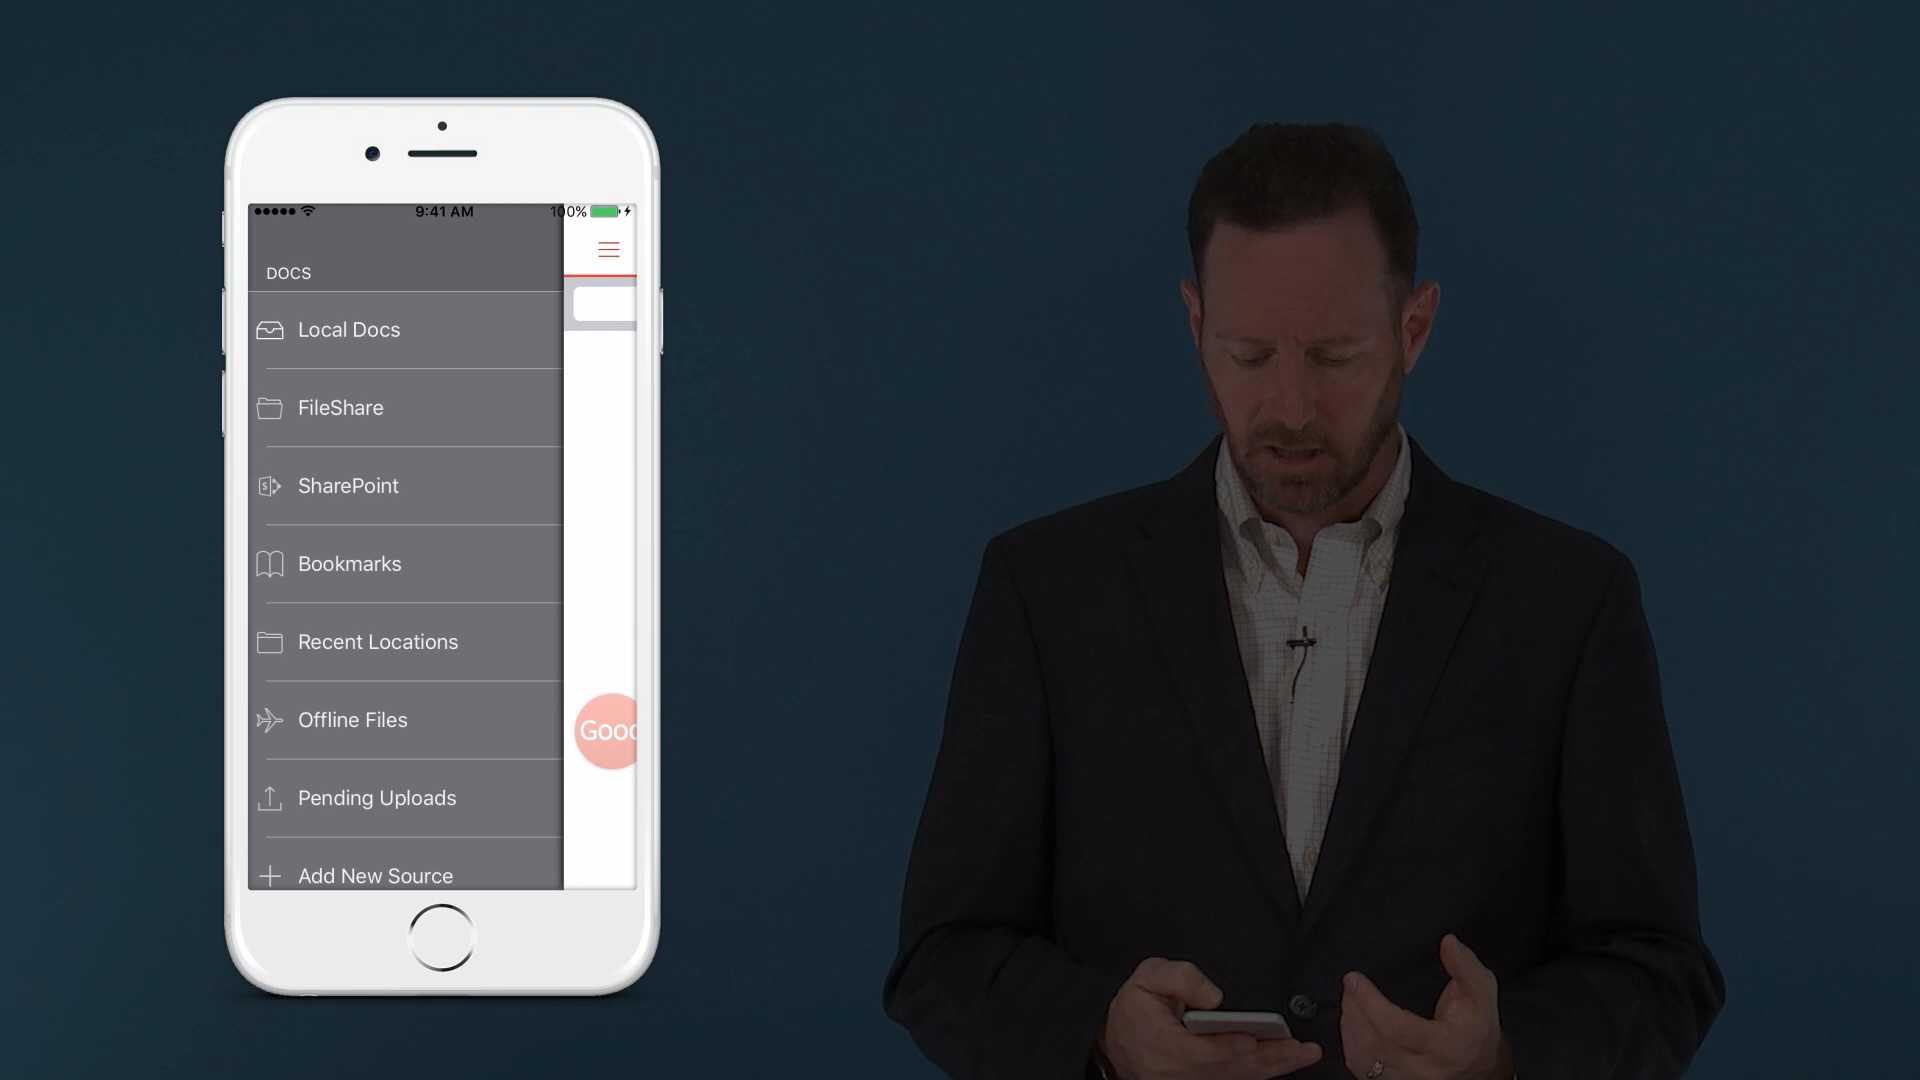 9:41 AM
100%
DOCS
Local Docs
FileShare
SharePoint
Bookmarks
Recent Locations
Offline Files
Pending Uploads
Add New Source